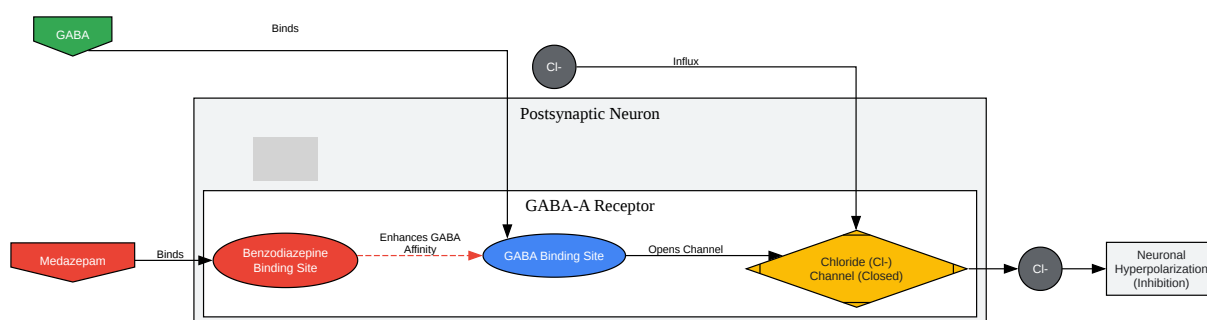 GABA
Binds
Cl-
Influx
Postsynaptic Neuron
GABA-A Receptor
Medazepam
Binds
Benzodiazepine
Binding Site
Enhances GABA
Affinity
GABA Binding Site
Opens Channel
Chloride (Cl-)
Channel (Closed)
Cl-
Neuronal
Hyperpolarization
(Inhibition)